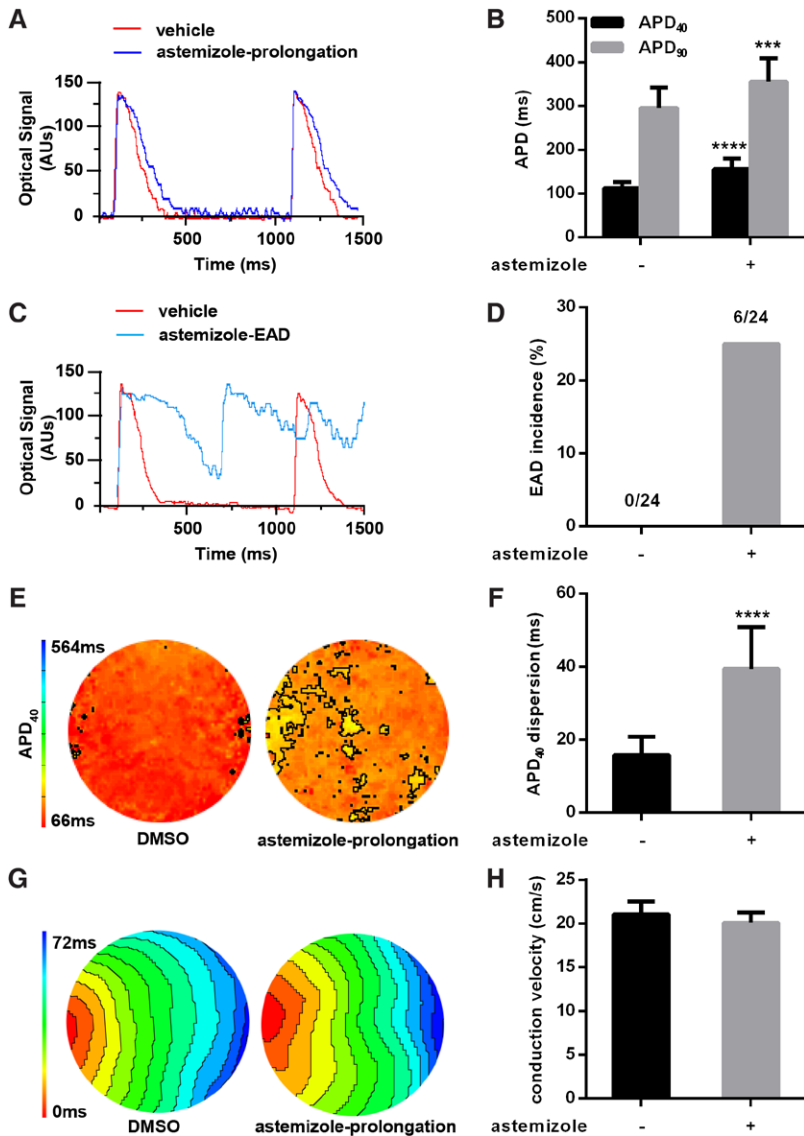 A
vehicle
astemizole-prolongation
Optical Signal
(AUs)
150
100
50
0
500
1000
1500
Time (ms)
B
APD₄₀
APD₉₀
APD (ms)
500
400
300
200
100
0
****
***
astemizole - +
C
vehicle
astemizole-EAD
Optical Signal
(AUs)
150
100
50
0
500
1000
1500
Time (ms)
D
EAD incidence (%)
30
20
10
0
0/24
6/24
astemizole - +
E
564ms
APD₄₀
66ms
DMSO
astemizole-prolongation
F
APD₄₀ dispersion (ms)
60
40
20
0
****
astemizole - +
G
72ms
0ms
DMSO
astemizole-prolongation
H
conduction velocity (cm/s)
25
20
15
10
5
0
astemizole - +